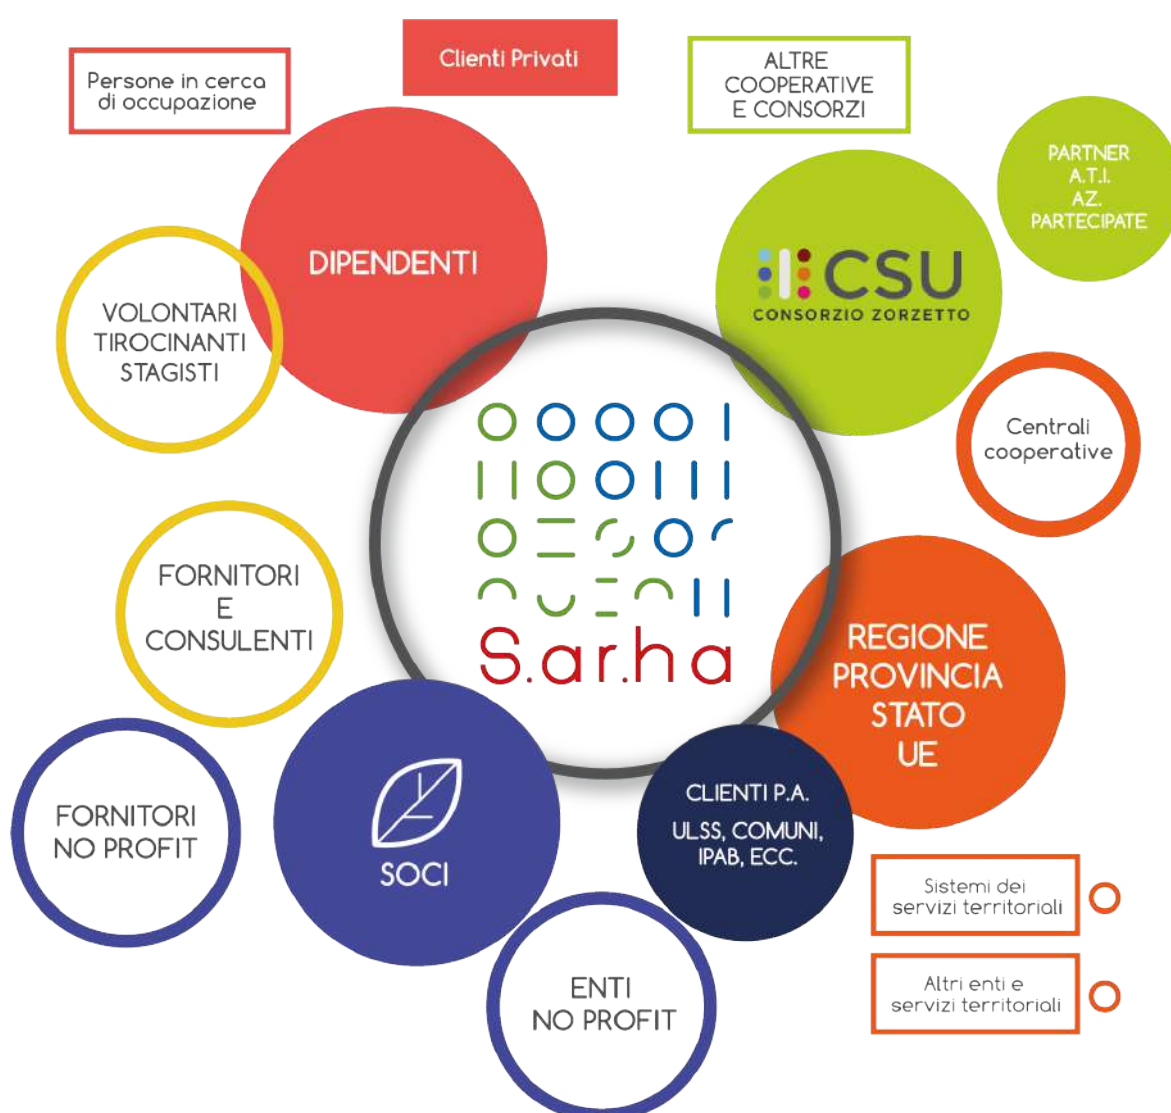 Clienti Privati
Persone in cerca
di occupazione
ALTRE
COOPERATIVE
E CONSORZI
PARTNER
A.T.I.
AZ.
PARTECIPATE
DIPENDENTI
CSU
CONSORZIO ZORZETTO
VOLONTARI
TIROCINANTI
STAGISTI
Centrali
cooperative
S.ar.ha
FORNITORI
E
CONSULENTI
REGIONE
PROVINCIA
STATO
UE
FORNITORI
NO PROFIT
SOCI
CLIENTI P.A.
ULSS, COMUNI,
IPAB, ECC.
Sistemi dei
servizi territoriali
Altri enti e
servizi territoriali
ENTI
NO PROFIT